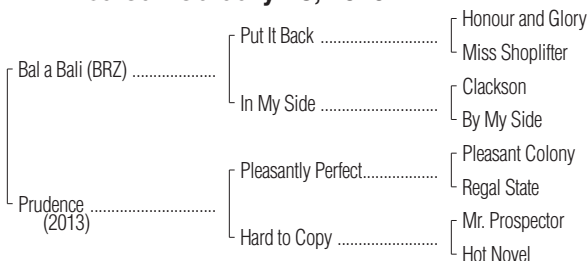 Honour and Glory
Put It Back ............................
Miss Shoplifter
Bal a Bali (BRZ) ....................
Clackson
In My Side ............................
By My Side
Pleasant Colony
Pleasantly Perfect..................
Regal State
Prudence ..............................
(2013)
Mr. Prospector
Hard to Copy ........................
Hot Novel